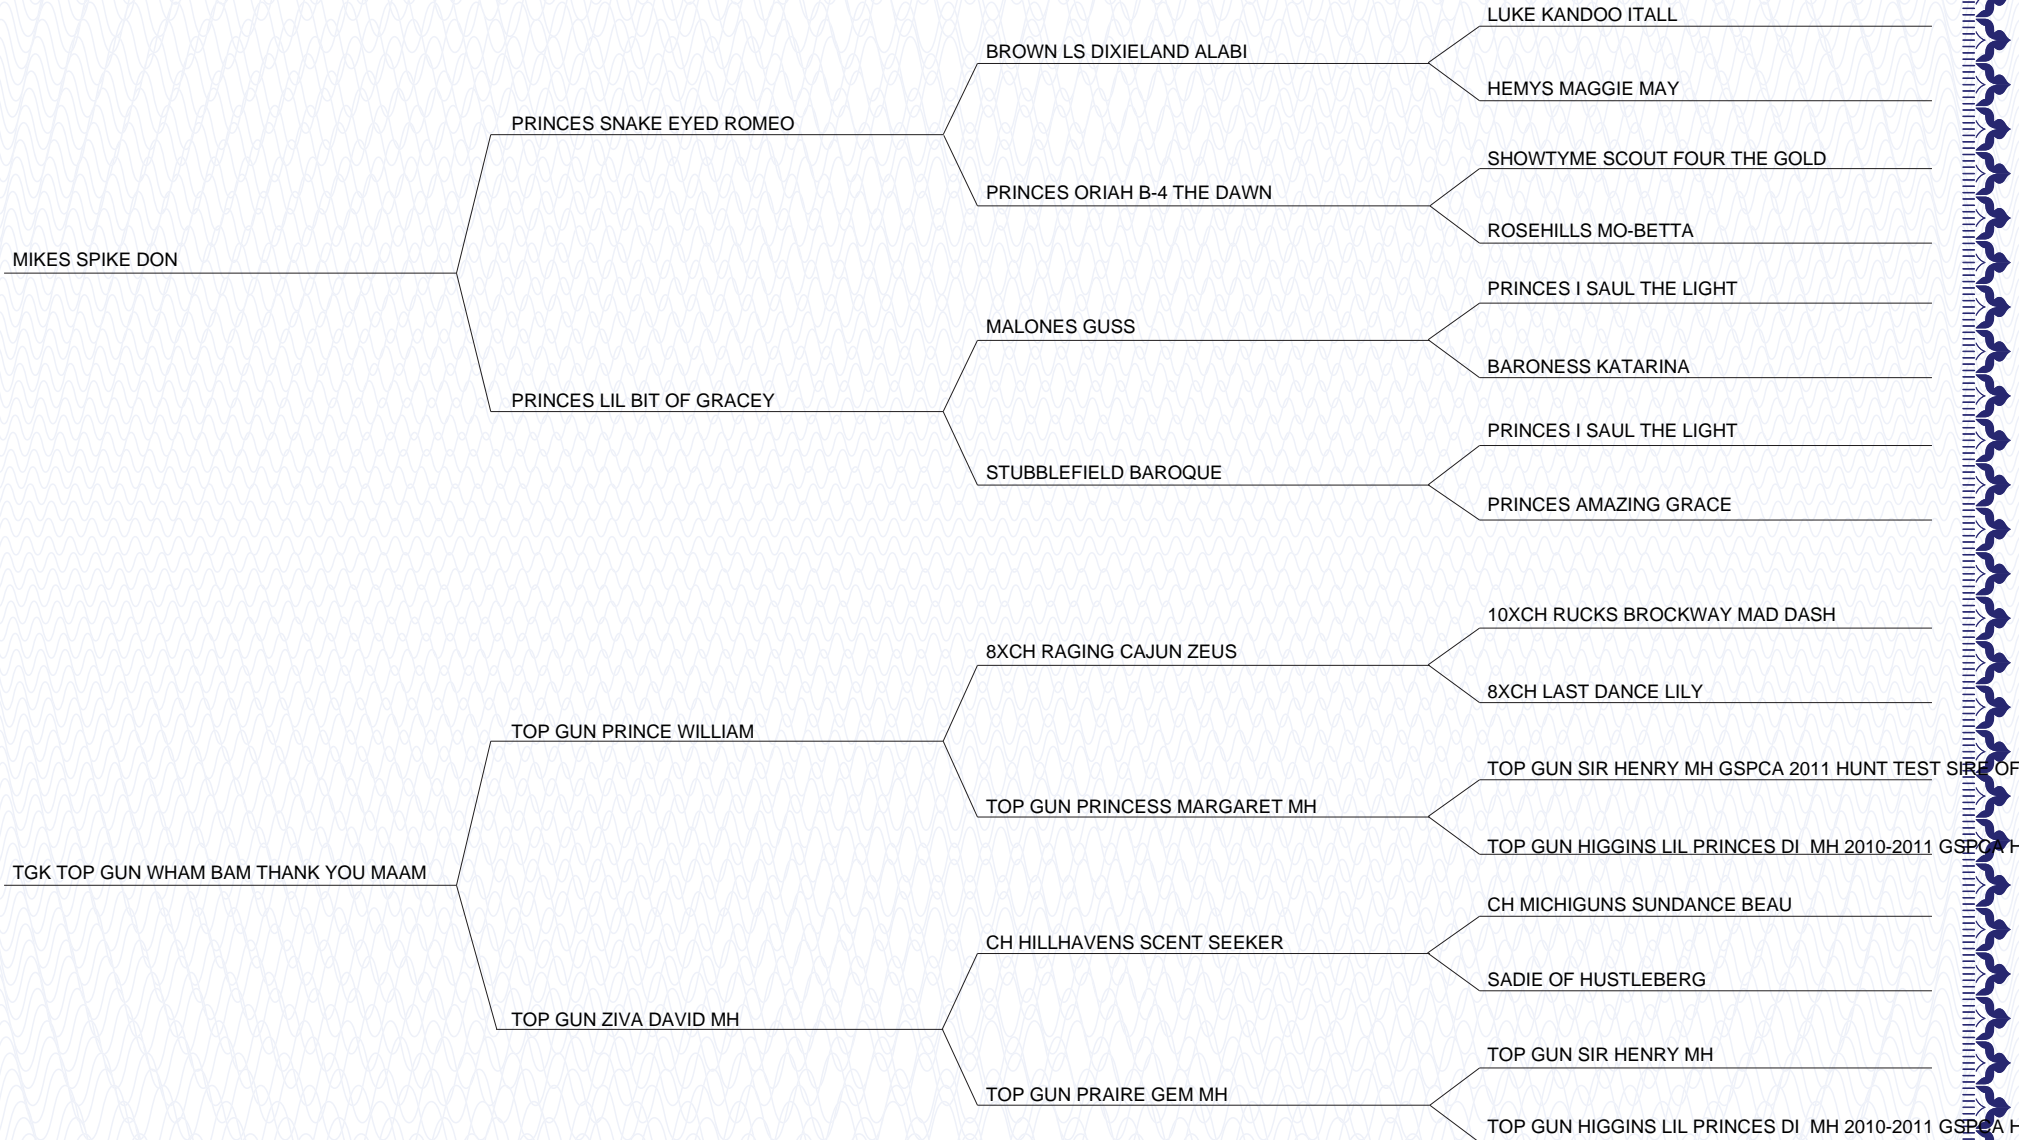 LUKE KANDOO ITALL
BROWN LS DIXIELAND ALABI
HEMYS MAGGIE MAY
PRINCES SNAKE EYED ROMEO
SHOWTYME SCOUT FOUR THE GOLD
PRINCES ORIAH B-4 THE DAWN
ROSEHILLS MO-BETTA
MIKES SPIKE DON
PRINCES I SAUL THE LIGHT
MALONES GUSS
BARONESS KATARINA
PRINCES LIL BIT OF GRACEY
PRINCES I SAUL THE LIGHT
STUBBLEFIELD BAROQUE
PRINCES AMAZING GRACE
10XCH RUCKS BROCKWAY MAD DASH
8XCH RAGING CAJUN ZEUS
8XCH LAST DANCE LILY
TOP GUN PRINCE WILLIAM
TOP GUN SIR HENRY MH GSPCA 2011 HUNT TEST SIRE OF
TOP GUN PRINCESS MARGARET MH
TOP GUN HIGGINS LIL PRINCES DI MH 2010-2011 GSPCA H
TGK TOP GUN WHAM BAM THANK YOU MAAM
CH MICHIGUNS SUNDANCE BEAU
CH HILLHAVENS SCENT SEEKER
SADIE OF HUSTLEBERG
TOP GUN ZIVA DAVID MH
TOP GUN SIR HENRY MH
TOP GUN PRAIRE GEM MH
TOP GUN HIGGINS LIL PRINCES DI MH 2010-2011 GSPCA H